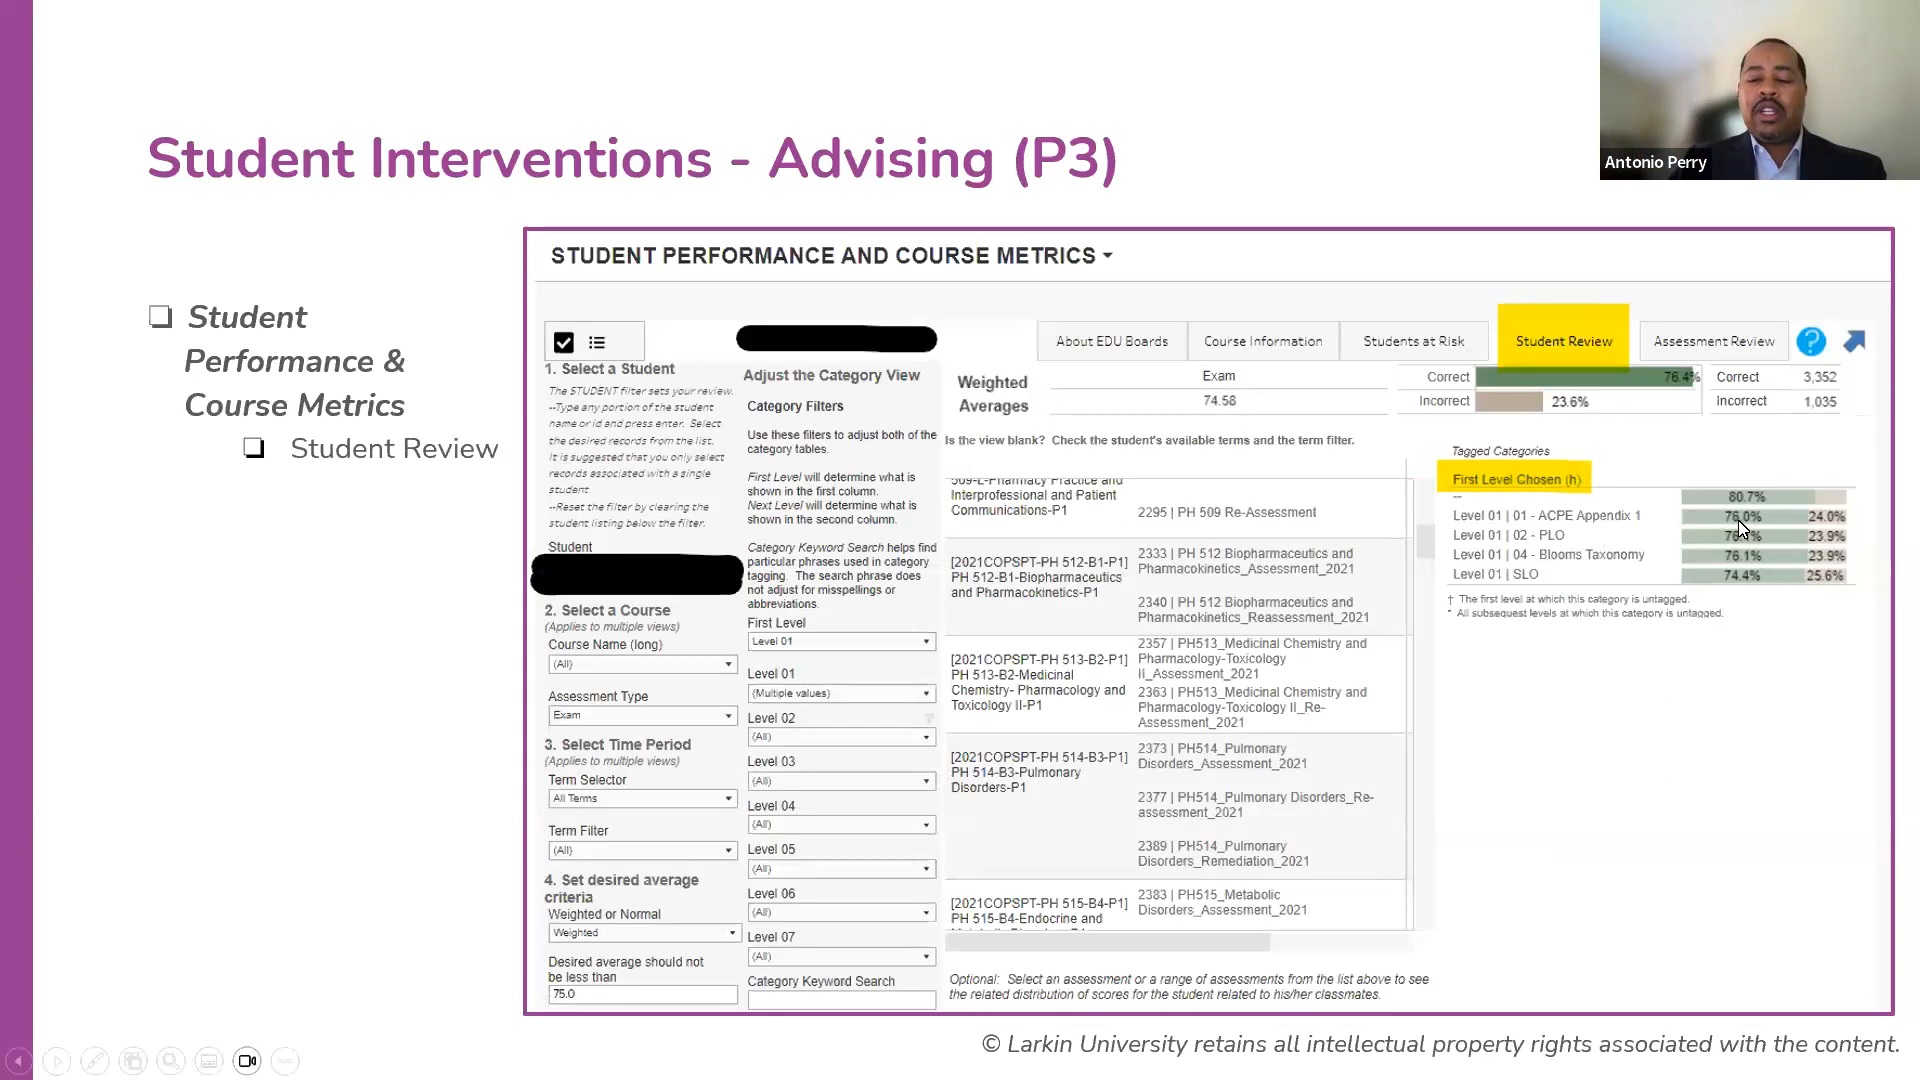 Antonio Perry
Student Interventions - Advising (P3)
Student
Performance &
Course Metrics
Student Review
STUDENT PERFORMANCE AND COURSE METRICS
1. Select a Student
The STUDENT filter sets your review.
--Type any portion of the student
name or id and press enter. Select
the desired records from the list.
It is suggested that you only select
records associated with a single
student.
--Reset the filter by clearing the
student listing below the filter.
Student
2. Select a Course
(Applies to multiple views)
Course Name (long)
(All)
Assessment Type
Exam
3. Select Time Period
(Applies to multiple views)
Term Selector
All Terms
Term Filter
(All)
4. Set desired average
criteria
Weighted or Normal
Weighted
Desired average should not
be less than
75.0
Adjust the Category View
Category Filters
Use these filters to adjust both of the
category tables.
First Level will determine what is
shown in the first column.
Next Level will determine what is
shown in the second column.
Category Keyword Search helps find
particular phrases used in category
tagging. The search phrase does
not adjust for misspellings or
abbreviations.
First Level
Level 01
Level 01
(Multiple values)
Level 02
(All)
Level 03
(All)
Level 04
(All)
Level 05
(All)
Level 06
(All)
Level 07
(All)
Category Keyword Search
About EDU Boards
Course Information
Students at Risk
Student Review
Assessment Review
?
Weighted
Averages
Exam
74.58
Correct 76.4%
Incorrect 23.6%
Correct 3,352
Incorrect 1,035
Is the view blank? Check the student's available terms and the term filter.
509-L-Pharmacy Practice and
Interprofessional and Patient
Communications-P1
2295 | PH 509 Re-Assessment
[2021COPSPT-PH 512-B1-P1]
PH 512-B1-Biopharmaceutics
and Pharmacokinetics-P1
2333 | PH 512 Biopharmaceutics and
Pharmacokinetics_Assessment_2021
2340 | PH 512 Biopharmaceutics and
Pharmacokinetics_Reassessment_2021
[2021COPSPT-PH 513-B2-P1]
PH 513-B2-Medicinal
Chemistry- Pharmacology and
Toxicology II-P1
2357 | PH513_Medicinal Chemistry and
Pharmacology-Toxicology
II_Assessment_2021
2363 | PH513_Medicinal Chemistry and
Pharmacology-Toxicology II_Re-
Assessment_2021
[2021COPSPT-PH 514-B3-P1]
PH 514-B3-Pulmonary
Disorders-P1
2373 | PH514_Pulmonary
Disorders_Assessment_2021
2377 | PH514_Pulmonary Disorders_Re-
assessment_2021
2389 | PH514_Pulmonary
Disorders_Remediation_2021
[2021COPSPT-PH 515-B4-P1]
PH 515-B4-Endocrine and
2383 | PH515_Metabolic
Disorders_Assessment_2021
Optional: Select an assessment or a range of assessments from the list above to see
the related distribution of scores for the student related to his/her classmates.
Tagged Categories
First Level Chosen (h)
-- 80.7%
Level 01 | 01 - ACPE Appendix 1 76.0% 24.0%
Level 01 | 02 - PLO 23.9%
Level 01 | 04 - Blooms Taxonomy 76.1% 23.9%
Level 01 | SLO 74.4% 25.6%
† The first level at which this category is untagged.
* All subsequent levels at which this category is untagged.
© Larkin University retains all intellectual property rights associated with the content.